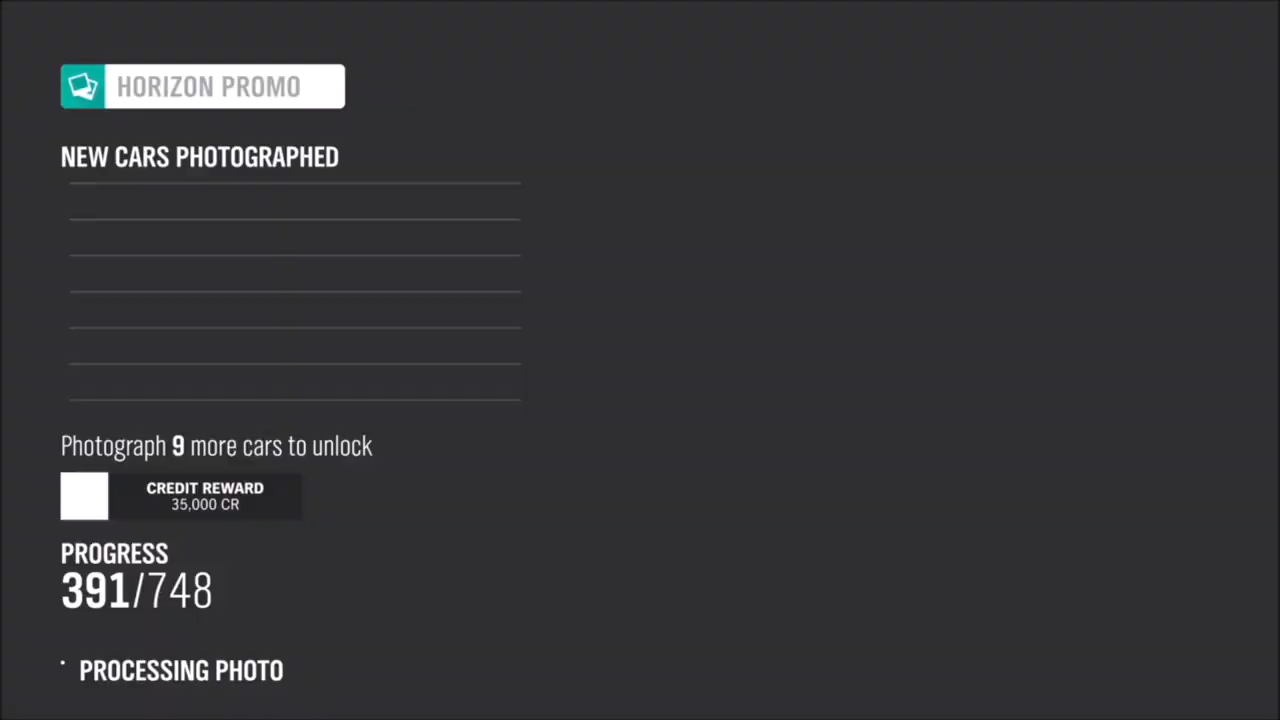 HORIZON PROMO
NEW CARS PHOTOGRAPHED
Photograph 9 more cars to unlock
CREDIT REWARD
35,000 CR
PROGRESS
391/748
PROCESSING PHOTO